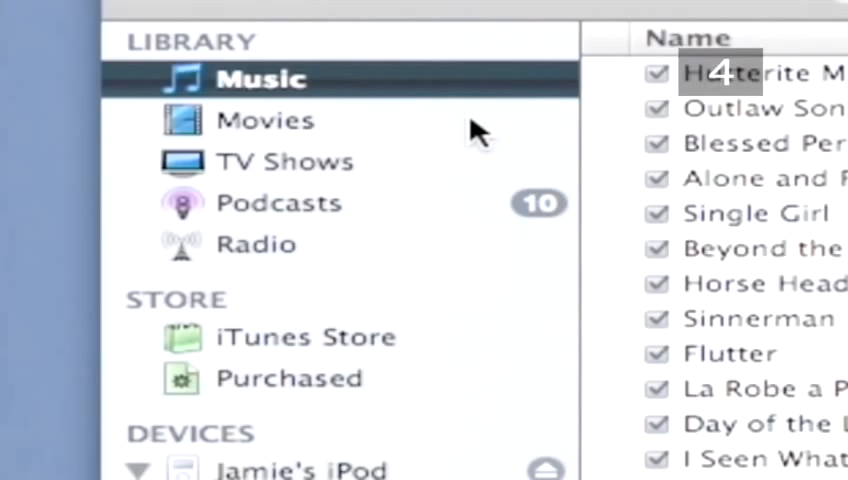 LIBRARY
Music
Movies
TV Shows
Podcasts 10
Radio
STORE
iTunes Store
Purchased
DEVICES
Jamie's iPod
Name
4
Outlaw Son
Blessed Per
Alone and
Single Girl
Beyond the
Horse Head
Sinnerman
Flutter
La Robe a P
Day of the
I Seen What